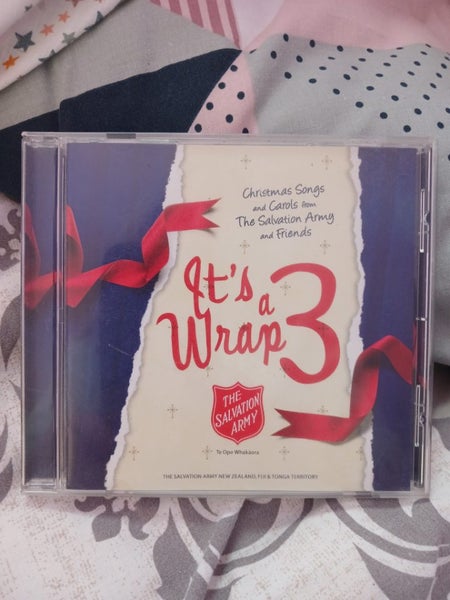 Christmas Songs
and Carols from
The Salvation Army
and Friends
It's
a
Wrap 3
THE
SALVATION
ARMY
Te Ope Whakaora
THE SALVATION ARMY NEW ZEALAND, FIJI & TONGA TERRITORY